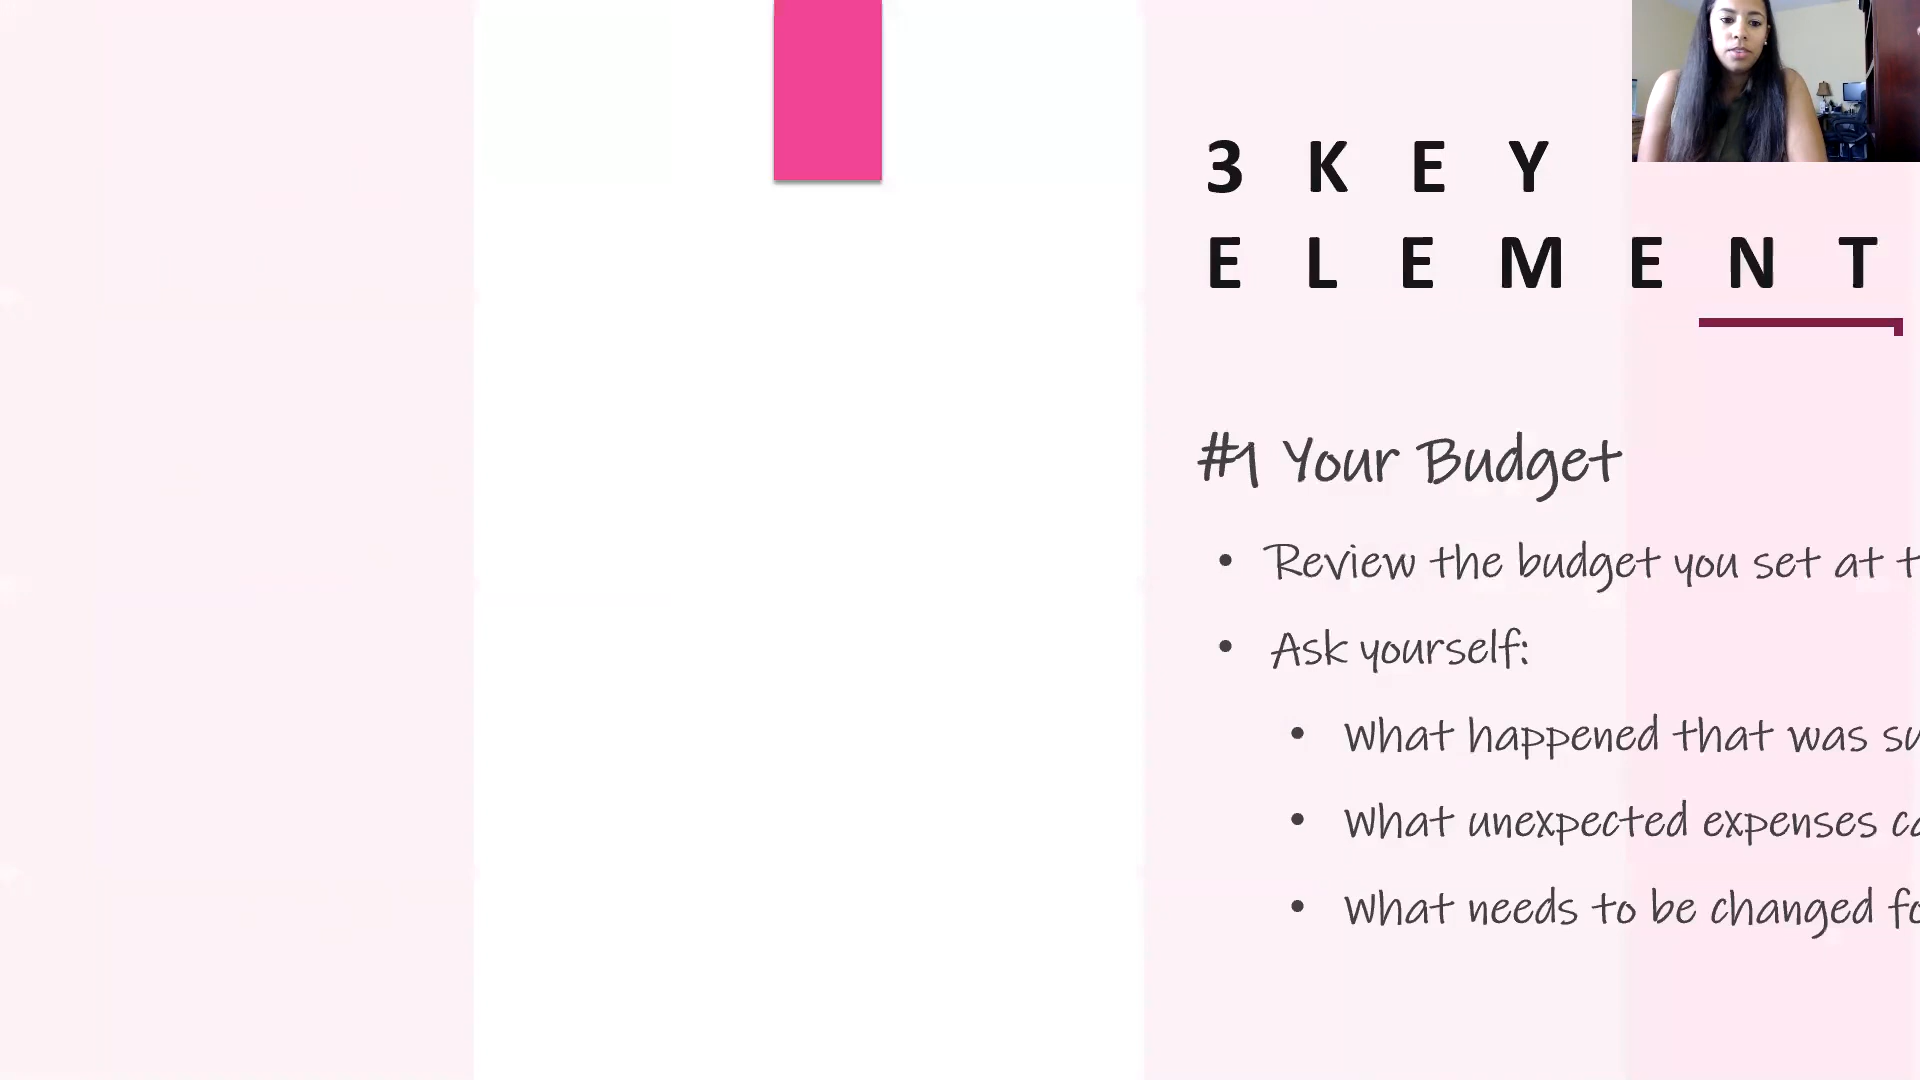 3 KEY
ELEMENT
#1 Your Budget
• Review the budget you set at t
• Ask yourself:
• What happened that was su
• What unexpected expenses co
• What needs to be changed fo